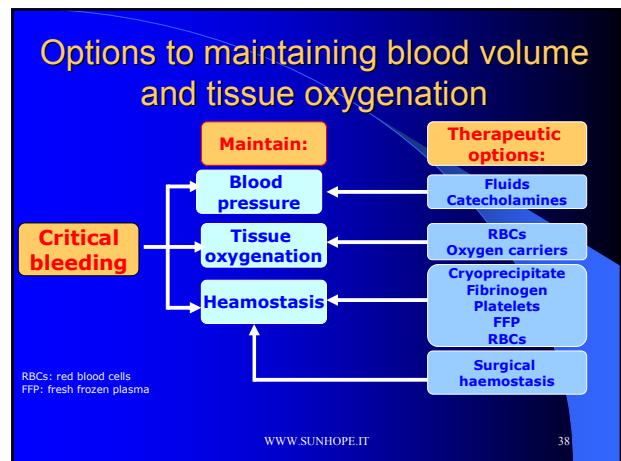 Options to maintaining blood volume
and tissue oxygenation
Maintain:
Therapeutic
options:
Blood
pressure
Fluids
Catecholamines
Critical
bleeding
Tissue
oxygenation
RBCs
Oxygen carriers
Heamostasis
Cryoprecipitate
Fibrinogen
Platelets
FFP
RBCs
Surgical
haemostasis
RBCs: red blood cells
FFP: fresh frozen plasma
WWW.SUNHOPE.IT
38